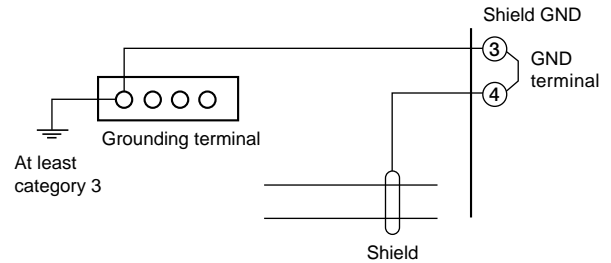 Shield GND
3
GND
terminal
4
Grounding terminal
At least
category 3
Shield